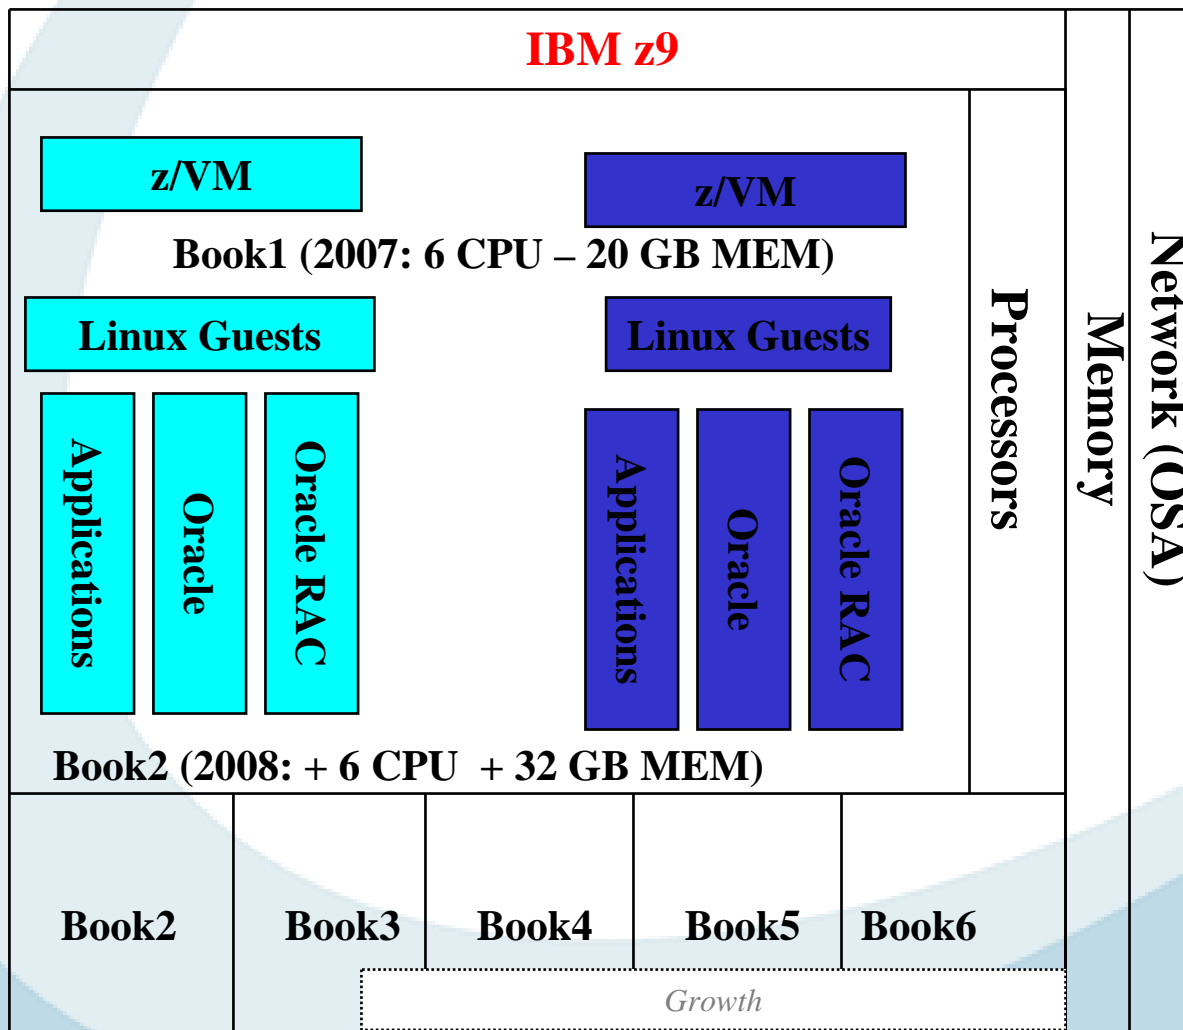 IBM z9
z/VM
z/VM
Book1 (2007: 6 CPU – 20 GB MEM)
Linux Guests
Linux Guests
Applications
Oracle
Oracle RAC
Applications
Oracle
Oracle RAC
Book2 (2008: + 6 CPU + 32 GB MEM)
Processors
Memory
Network (OSA)
Book2
Book3
Book4
Book5
Book6
Growth